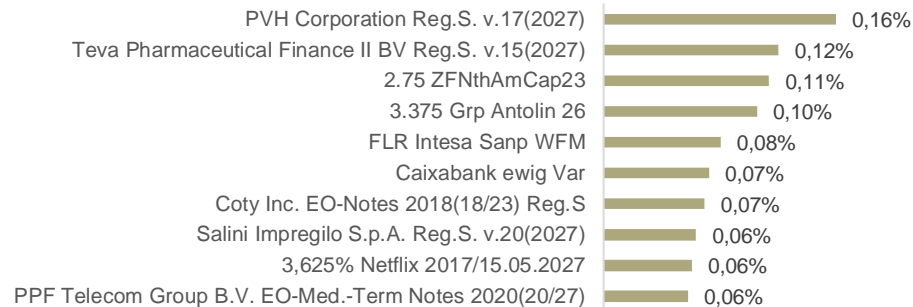 PVH Corporation Reg.S. v.17(2027) 0,16%
Teva Pharmaceutical Finance II BV Reg.S. v.15(2027) 0,12%
2.75 ZFNthAmCap23 0,11%
3.375 Grp Antolin 26 0,10%
FLR Intesa Sanp WFM 0,08%
Caixabank ewig Var 0,07%
Coty Inc. EO-Notes 2018(18/23) Reg.S 0,07%
Salini Impregilo S.p.A. Reg.S. v.20(2027) 0,06%
3,625% Netflix 2017/15.05.2027 0,06%
PPF Telecom Group B.V. EO-Med.-Term Notes 2020(20/27) 0,06%